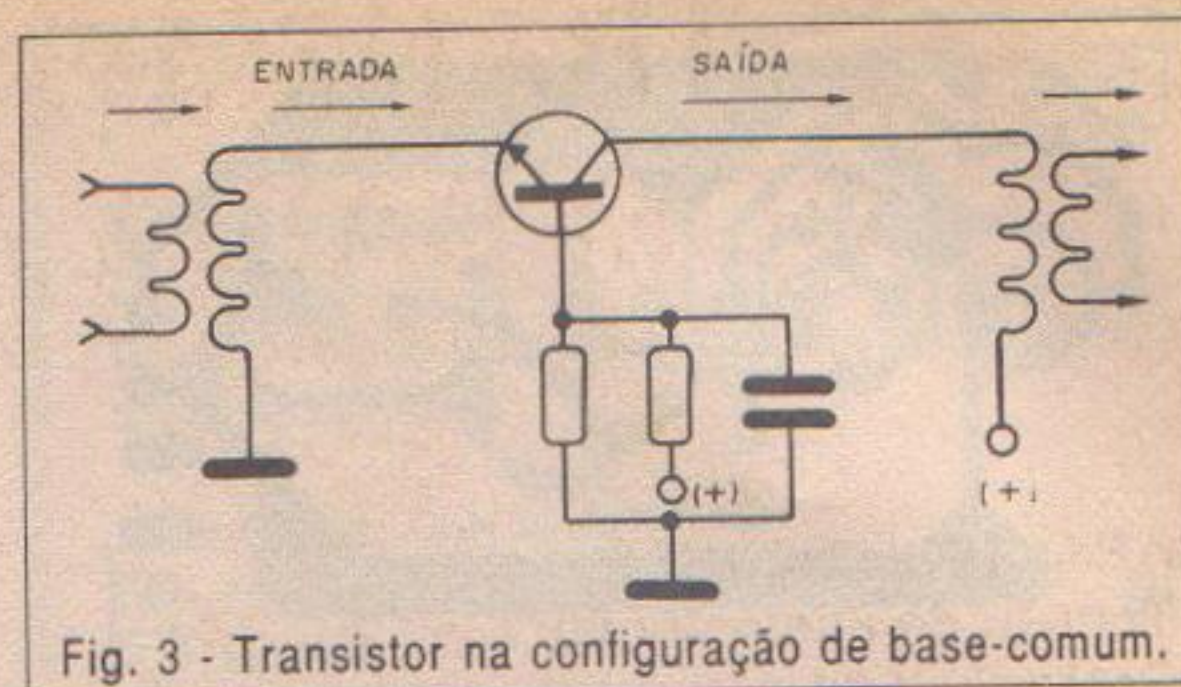 ENTRADA
SAÍDA
(+)
(+
Fig. 3 - Transistor na configuração de base-comum.